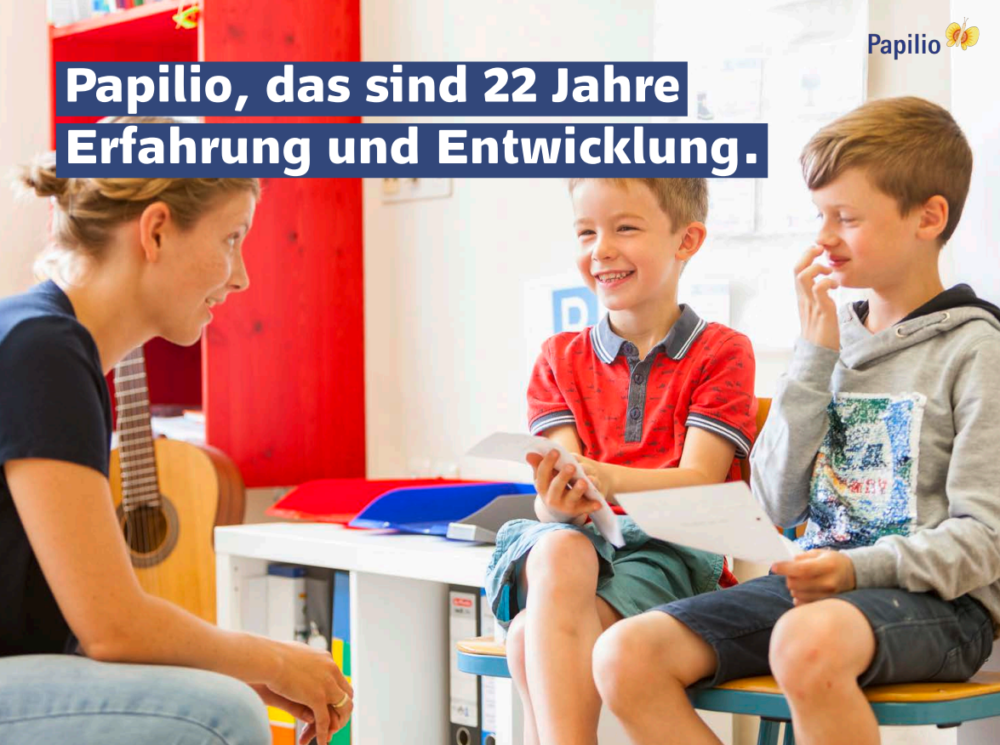 Papilio
Papilio, das sind 22 Jahre
Erfahrung und Entwicklung.
P